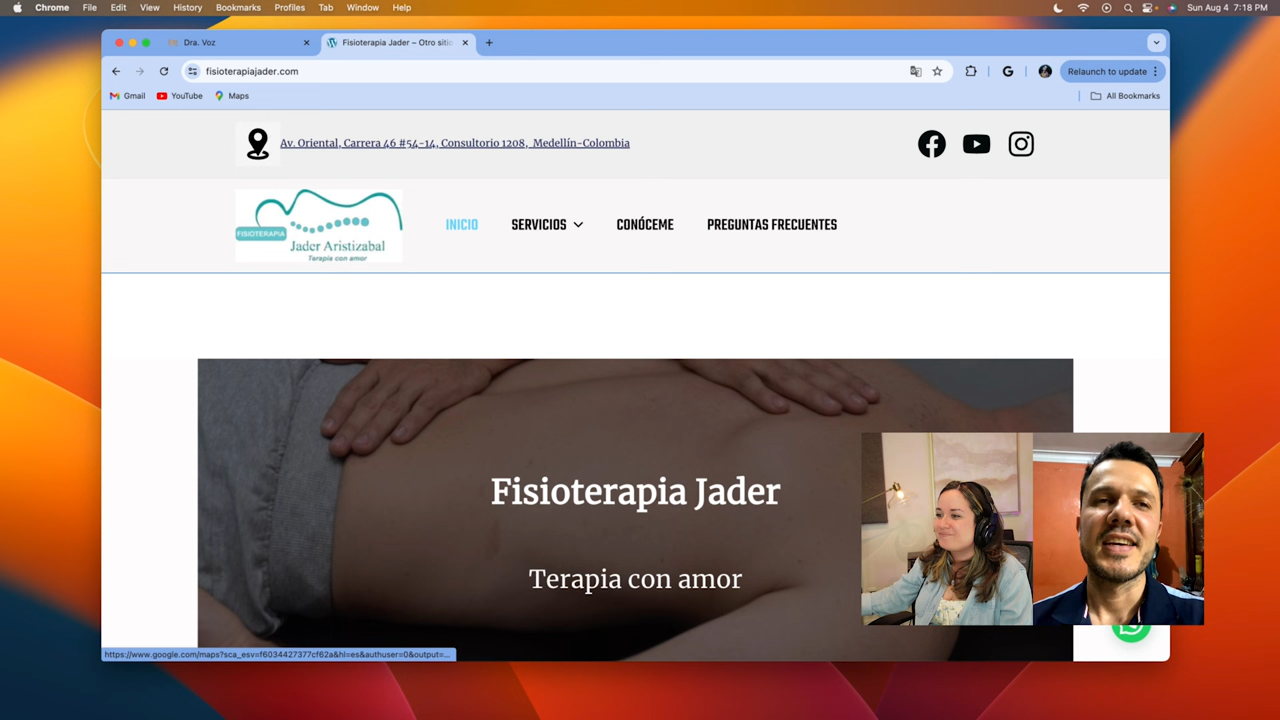 Chrome File Edit View History Bookmarks Profiles Tab Window Help Sun Aug 4 7:18 PM
Dra. Voz Fisioterapia Jader – Otro siti
fisioterapiajader.com Relaunch to update
Gmail YouTube Maps All Bookmarks
Av. Oriental, Carrera 46 #54-14, Consultorio 1208, Medellín-Colombia
FISIOTERAPIA
Jader Aristizabal
Terapia con amor
INICIO SERVICIOS CONÓCEME PREGUNTAS FRECUENTES
Fisioterapia Jader
Terapia con amor
https://www.google.com/maps?sca_esv=f6034427377cf62a&hl=es&authuser=0&output=...